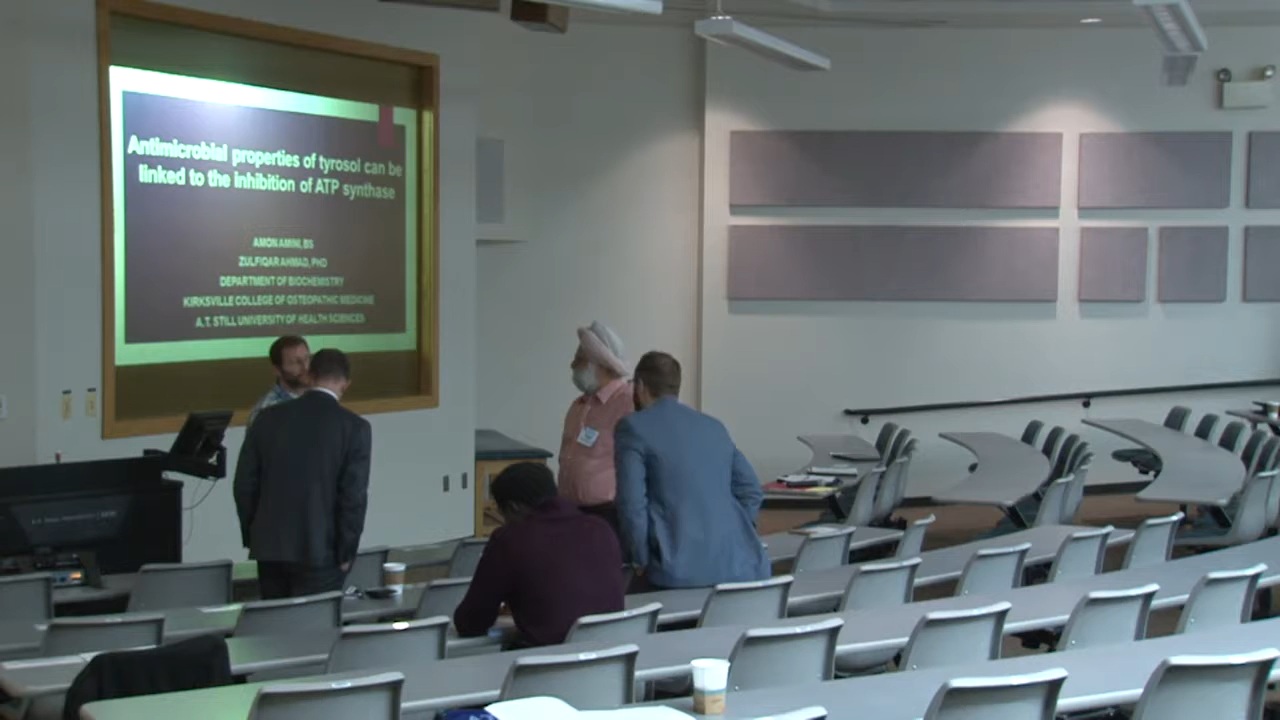 Antimicrobial properties of tyrosol can be
linked to the inhibition of ATP synthase
AMON AMINI, BS
ZULFIQAR AHMAD, PHD
DEPARTMENT OF BIOCHEMISTRY
KIRKSVILLE COLLEGE OF OSTEOPATHIC MEDICINE
A.T. STILL UNIVERSITY OF HEALTH SCIENCES